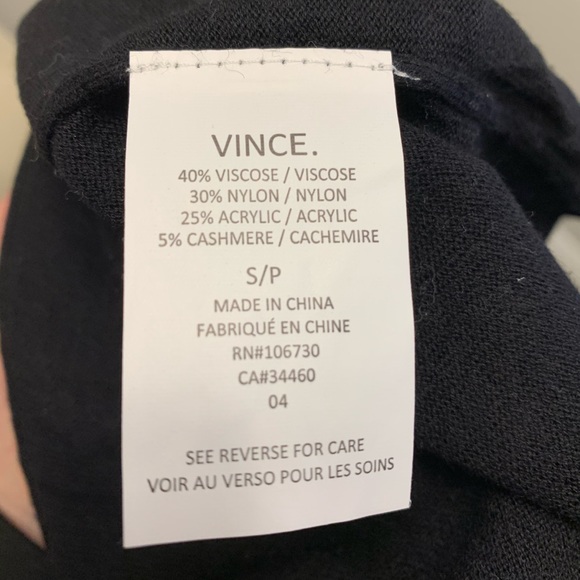 VINCE.
40% VISCOSE / VISCOSE
30% NYLON / NYLON
25% ACRYLIC / ACRYLIC
5% CASHMERE / CACHEMIRE
S/P
MADE IN CHINA
FABRIQUÉ EN CHINE
RN#106730
CA#34460
04
SEE REVERSE FOR CARE
VOIR AU VERSO POUR LES SOINS